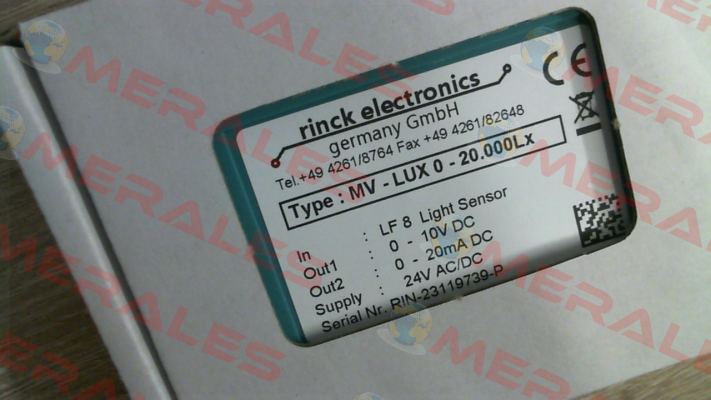 rinck electronics
germany GmbH
Tel.+49 4261/8764 Fax +49 4261/82648
Type : MV - LUX 0 - 20.000Lx
In : LF 8 Light Sensor
Out1 : 0 - 10V DC
Out2 : 0 - 20mA DC
Supply : 24V AC/DC
Serial Nr. RIN-23119739-P
CE
MERALES
MERALES
MERALES
MERALES
MERALES
MERALES